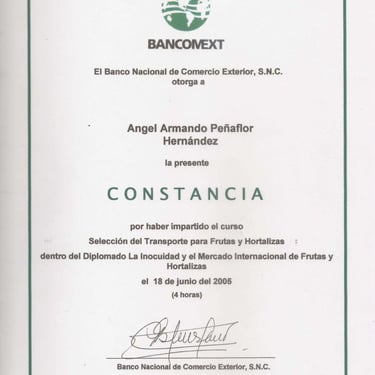 BANCOMEXT
El Banco Nacional de Comercio Exterior, S.N.C.
otorga a
Angel Armando Peñaflor
Hernández
la presente
CONSTANCIA
por haber impartido el curso
Selección del Transporte para Frutas y Hortalizas
dentro del Diplomado La Inocuidad y el Mercado Internacional de Frutas y
Hortalizas
el 18 de junio del 2005
(4 horas)
Banco Nacional de Comercio Exterior, S.N.C.